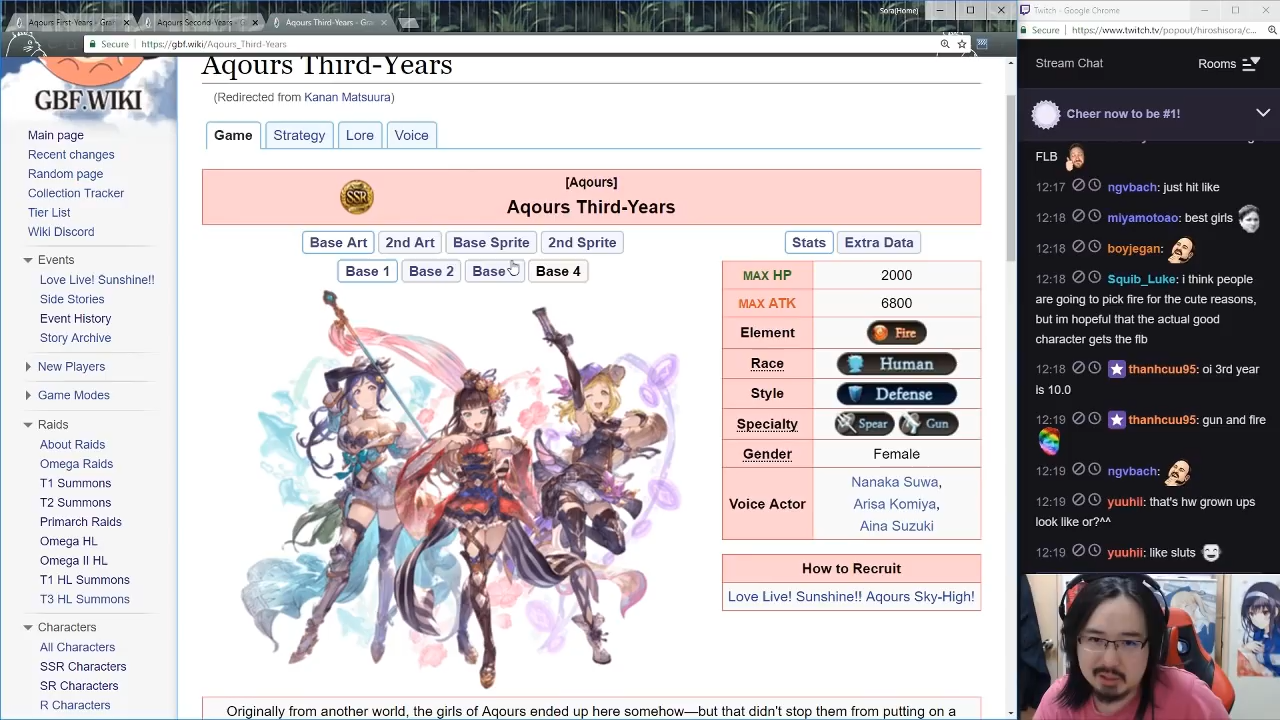 Aqours First-Years - Gran
Aqours Second-Years - G
Aqours Third-Years - Gra
Sora(Home)
Secure https://gbf.wiki/Aqours_Third-Years
GBF.WIKI
Main page
Recent changes
Random page
Collection Tracker
Tier List
Wiki Discord
Events
Love Live! Sunshine!!
Side Stories
Event History
Story Archive
New Players
Game Modes
Raids
About Raids
Omega Raids
T1 Summons
T2 Summons
Primarch Raids
Omega HL
Omega II HL
T1 HL Summons
T3 HL Summons
Characters
All Characters
SSR Characters
SR Characters
R Characters
Aqours Third-Years
(Redirected from Kanan Matsuura)
Game Strategy Lore Voice
SSR
[Aqours]
Aqours Third-Years
Base Art 2nd Art Base Sprite 2nd Sprite
Base 1 Base 2 Base Base 4
Stats Extra Data
MAX HP 2000
MAX ATK 6800
Element Fire
Race Human
Style Defense
Specialty Spear Gun
Gender Female
Voice Actor Nanaka Suwa,
Arisa Komiya,
Aina Suzuki
How to Recruit
Love Live! Sunshine!! Aqours Sky-High!
Originally from another world, the girls of Aqours ended up here somehow—but that didn't stop them from putting on a
Twitch - Google Chrome
Secure https://www.twitch.tv/popout/hiroshisora/c
Stream Chat Rooms
Cheer now to be #1!
FLB
12:17 ngvbach: just hit like
12:18 miyamotoao: best girls
12:18 boyjegan:
12:18 Squib_Luke: i think people
are going to pick fire for the cute reasons,
but im hopeful that the actual good
character gets the flb
12:18 thanhcuu95: oi 3rd year
is 10.0
12:19 thanhcuu95: gun and fire
12:19 ngvbach:
12:19 yuuhii: that's hw grown ups
look like or?^^
12:19 yuuhii: like sluts